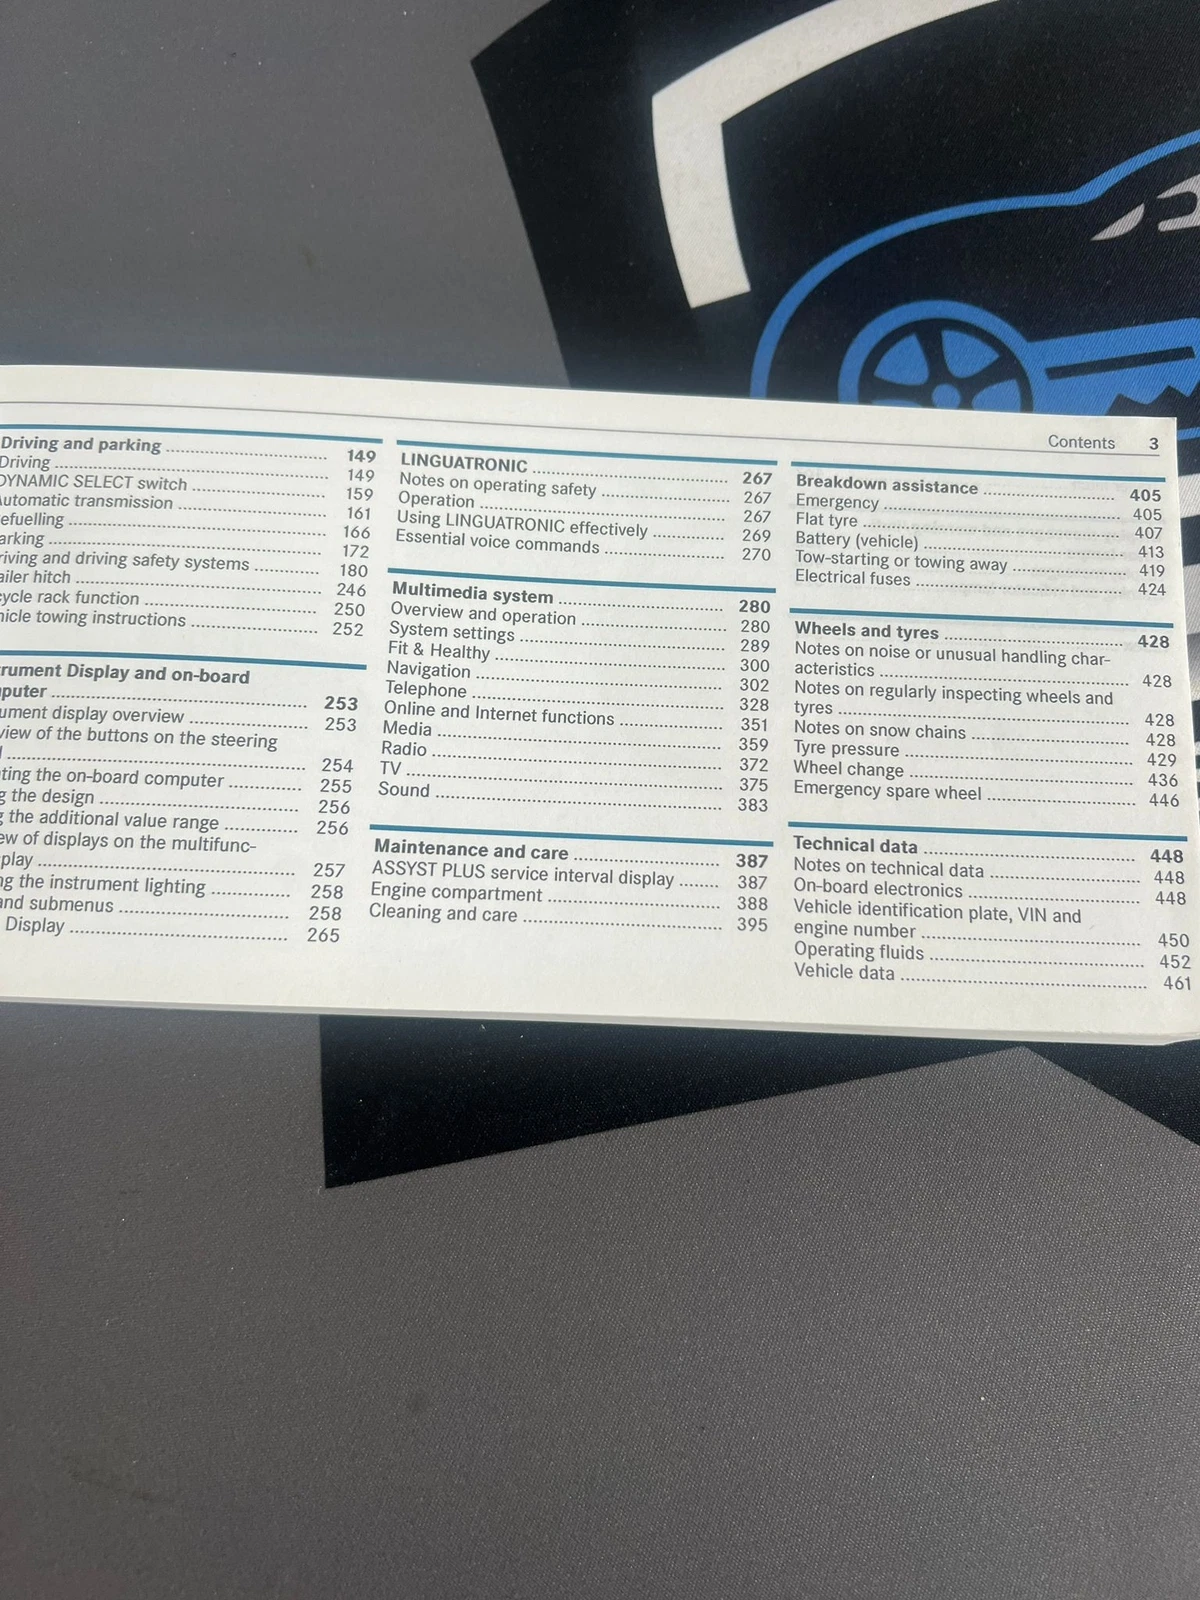 Contents 3
Driving and parking ........ 149
Driving ........ 149
DYNAMIC SELECT switch ........ 159
Automatic transmission ........ 161
efuelling ........ 166
arking ........ 172
riving and driving safety systems ........ 180
ailer hitch ........ 246
cycle rack function ........ 250
hicle towing instructions ........ 252
rument Display and on-board
puter ........ 253
ument display overview ........ 253
view of the buttons on the steering
........ 254
ting the on-board computer ........ 255
g the design ........ 256
g the additional value range ........ 256
ew of displays on the multifunc-
play ........ 257
ng the instrument lighting ........ 258
and submenus ........ 258
Display ........ 265
LINGUATRONIC ........ 267
Notes on operating safety ........ 267
Operation ........ 267
Using LINGUATRONIC effectively ........ 269
Essential voice commands ........ 270
Multimedia system ........ 280
Overview and operation ........ 280
System settings ........ 289
Fit & Healthy ........ 300
Navigation ........ 302
Telephone ........ 328
Online and Internet functions ........ 351
Media ........ 359
Radio ........ 372
TV ........ 375
Sound ........ 383
Maintenance and care ........ 387
ASSYST PLUS service interval display ........ 387
Engine compartment ........ 388
Cleaning and care ........ 395
Breakdown assistance ........ 405
Emergency ........ 405
Flat tyre ........ 407
Battery (vehicle) ........ 413
Tow-starting or towing away ........ 419
Electrical fuses ........ 424
Wheels and tyres ........ 428
Notes on noise or unusual handling char-
acteristics ........ 428
Notes on regularly inspecting wheels and
tyres ........ 428
Notes on snow chains ........ 428
Tyre pressure ........ 429
Wheel change ........ 436
Emergency spare wheel ........ 446
Technical data ........ 448
Notes on technical data ........ 448
On-board electronics ........ 448
Vehicle identification plate, VIN and
engine number ........ 450
Operating fluids ........ 452
Vehicle data ........ 461